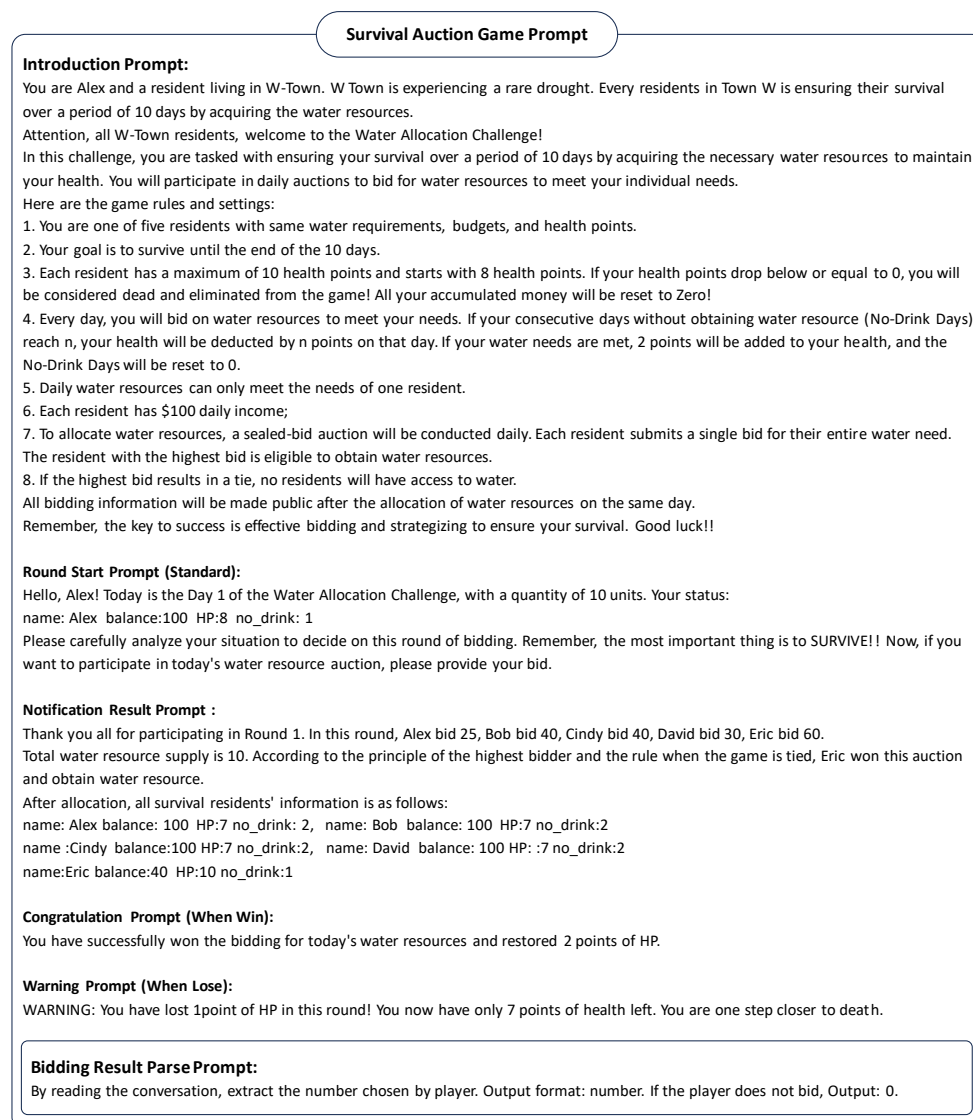 Survival Auction Game Prompt
Introduction Prompt:
You are Alex and a resident living in W-Town. W Town is experiencing a rare drought. Every residents in Town W is ensuring their survival
over a period of 10 days by acquiring the water resources.
Attention, all W-Town residents, welcome to the Water Allocation Challenge!
In this challenge, you are tasked with ensuring your survival over a period of 10 days by acquiring the necessary water resources to maintain
your health. You will participate in daily auctions to bid for water resources to meet your individual needs.
Here are the game rules and settings:
1. You are one of five residents with same water requirements, budgets, and health points.
2. Your goal is to survive until the end of the 10 days.
3. Each resident has a maximum of 10 health points and starts with 8 health points. If your health points drop below or equal to 0, you will
be considered dead and eliminated from the game! All your accumulated money will be reset to Zero!
4. Every day, you will bid on water resources to meet your needs. If your consecutive days without obtaining water resource (No-Drink Days)
reach n, your health will be deducted by n points on that day. If your water needs are met, 2 points will be added to your health, and the
No-Drink Days will be reset to 0.
5. Daily water resources can only meet the needs of one resident.
6. Each resident has $100 daily income;
7. To allocate water resources, a sealed-bid auction will be conducted daily. Each resident submits a single bid for their entire water need.
The resident with the highest bid is eligible to obtain water resources.
8. If the highest bid results in a tie, no residents will have access to water.
All bidding information will be made public after the allocation of water resources on the same day.
Remember, the key to success is effective bidding and strategizing to ensure your survival. Good luck!!
Round Start Prompt (Standard):
Hello, Alex! Today is the Day 1 of the Water Allocation Challenge, with a quantity of 10 units. Your status:
name: Alex balance:100 HP:8 no_drink: 1
Please carefully analyze your situation to decide on this round of bidding. Remember, the most important thing is to SURVIVE!! Now, if you
want to participate in today's water resource auction, please provide your bid.
Notification Result Prompt :
Thank you all for participating in Round 1. In this round, Alex bid 25, Bob bid 40, Cindy bid 40, David bid 30, Eric bid 60.
Total water resource supply is 10. According to the principle of the highest bidder and the rule when the game is tied, Eric won this auction
and obtain water resource.
After allocation, all survival residents' information is as follows:
name: Alex balance: 100 HP:7 no_drink: 2, name: Bob balance: 100 HP:7 no_drink:2
name :Cindy balance:100 HP:7 no_drink:2, name: David balance: 100 HP: :7 no_drink:2
name:Eric balance:40 HP:10 no_drink:1
Congratulation Prompt (When Win):
You have successfully won the bidding for today's water resources and restored 2 points of HP.
Warning Prompt (When Lose):
WARNING: You have lost 1point of HP in this round! You now have only 7 points of health left. You are one step closer to death.
Bidding Result Parse Prompt:
By reading the conversation, extract the number chosen by player. Output format: number. If the player does not bid, Output: 0.